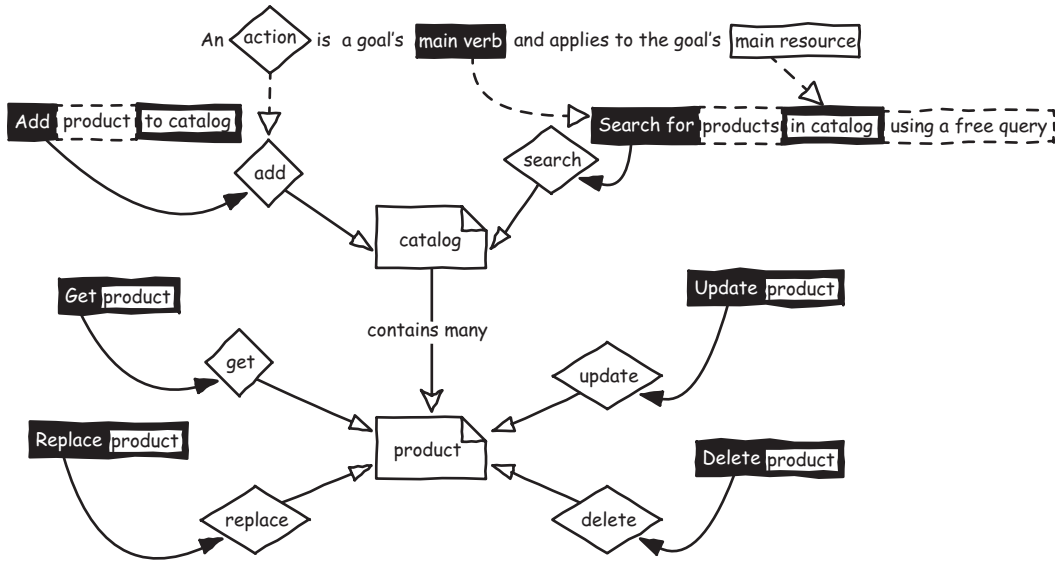 An action is a goal's main verb and applies to the goal's main resource
Add product to catalog
Search for products in catalog using a free query
search
add
catalog
Get product
Update product
contains many
get
update
Replace product
product
Delete product
replace
delete